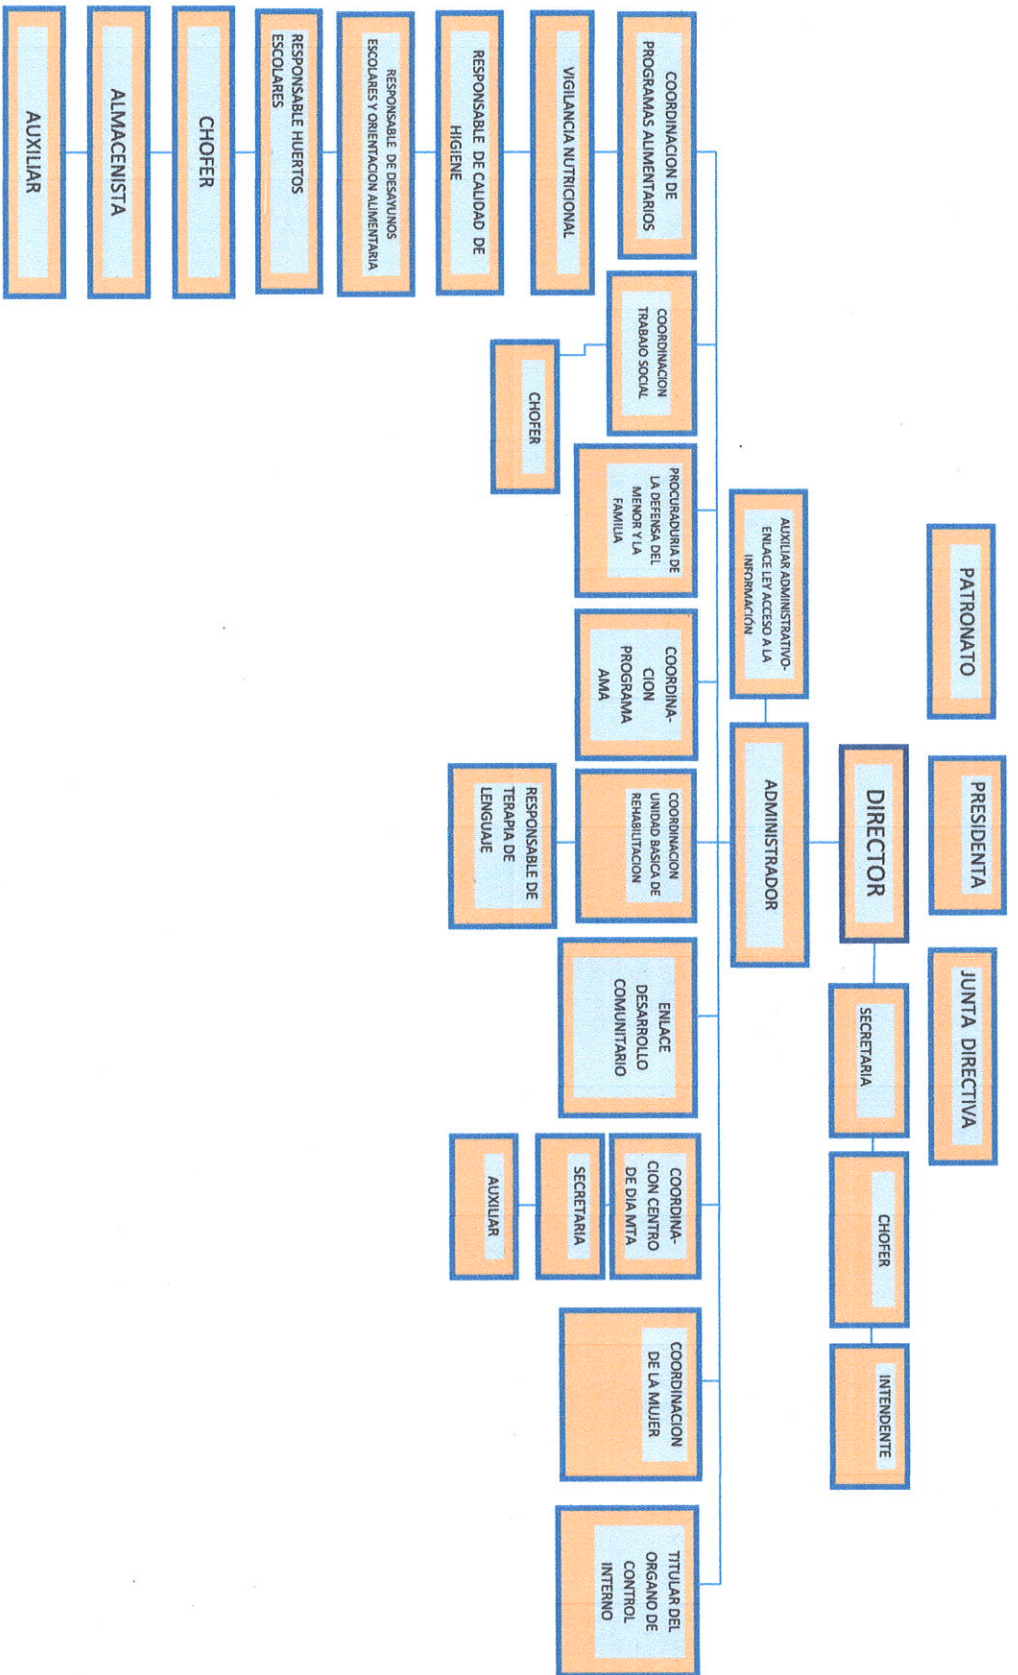 PATRONATO
PRESIDENTA
JUNTA DIRECTIVA
DIRECTOR
SECRETARIA
CHOFER
INTENDENTE
AUXILIAR ADMINISTRATIVO-
ENLACE LEY ACCESO A LA
INFORMACIÓN
ADMINISTRADOR
COORDINACION DE
PROGRAMAS ALIMENTARIOS
VIGILANCIA NUTRICIONAL
RESPONSABLE DE CALIDAD DE
HIGIENE
RESPONSABLE DE DESAYUNOS
ESCOLARES Y ORIENTACION ALIMENTARIA
RESPONSABLE HUERTOS
ESCOLARES
CHOFER
ALMACENISTA
AUXILIAR
COORDINACION
TRABAJO SOCIAL
CHOFER
PROCURADURIA DE
LA DEFENSA DEL
MENOR Y LA
FAMILIA
COORDINA-
CION
PROGRAMA
AMA
COORDINACION
UNIDAD BASICA DE
REHABILITACION
RESPONSABLE DE
TERAPIA DE
LENGUAJE
ENLACE
DESARROLLO
COMUNITARIO
COORDINA-
CION CENTRO
DE DIA MTA
SECRETARIA
AUXILIAR
COORDINACION
DE LA MUJER
TITULAR DEL
ORGANO DE
CONTROL
INTERNO